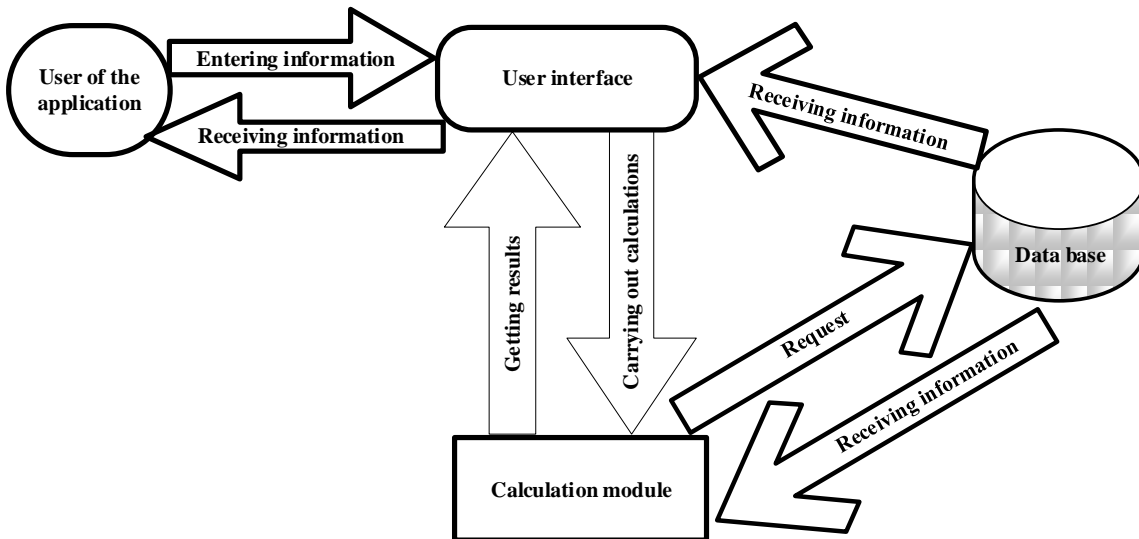 User of the
application
Entering information
Receiving information
User interface
Receiving information
Data base
Getting results
Carrying out calculations
Request
Receiving information
Calculation module